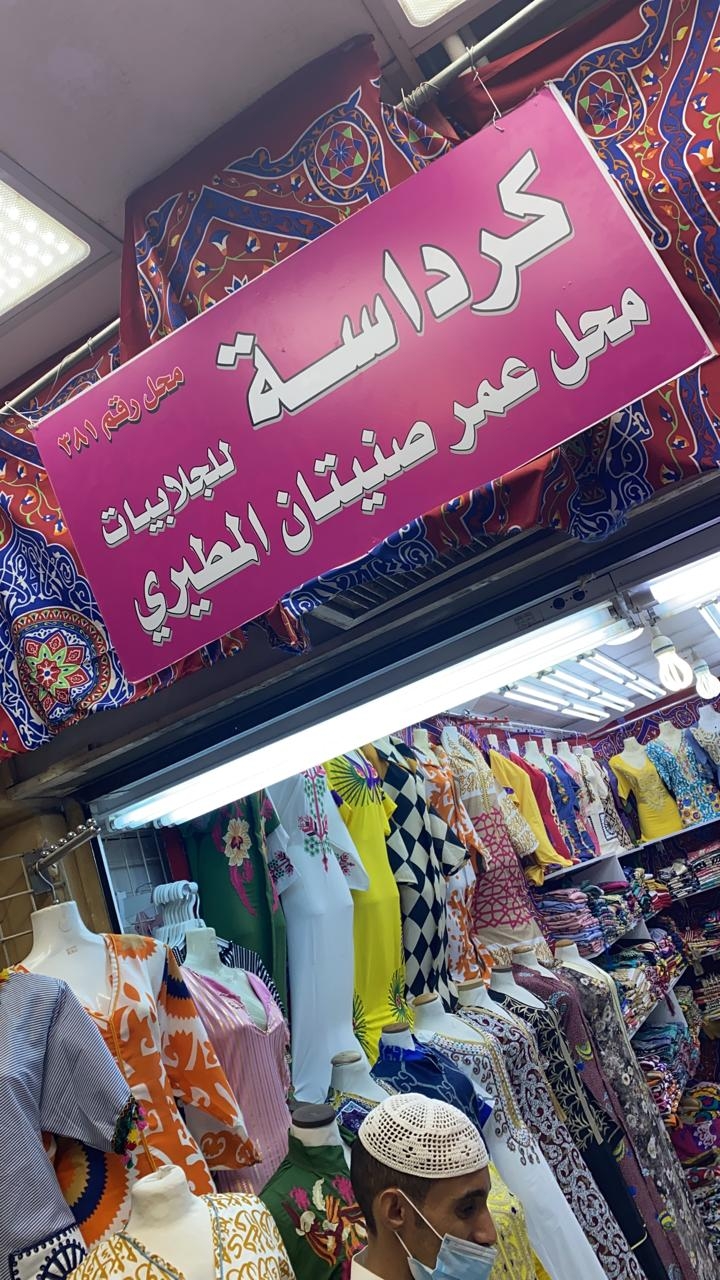 كرداسة
للجلابيات
محل رقم ٣٨١
محل عمر صنيتان المطيري